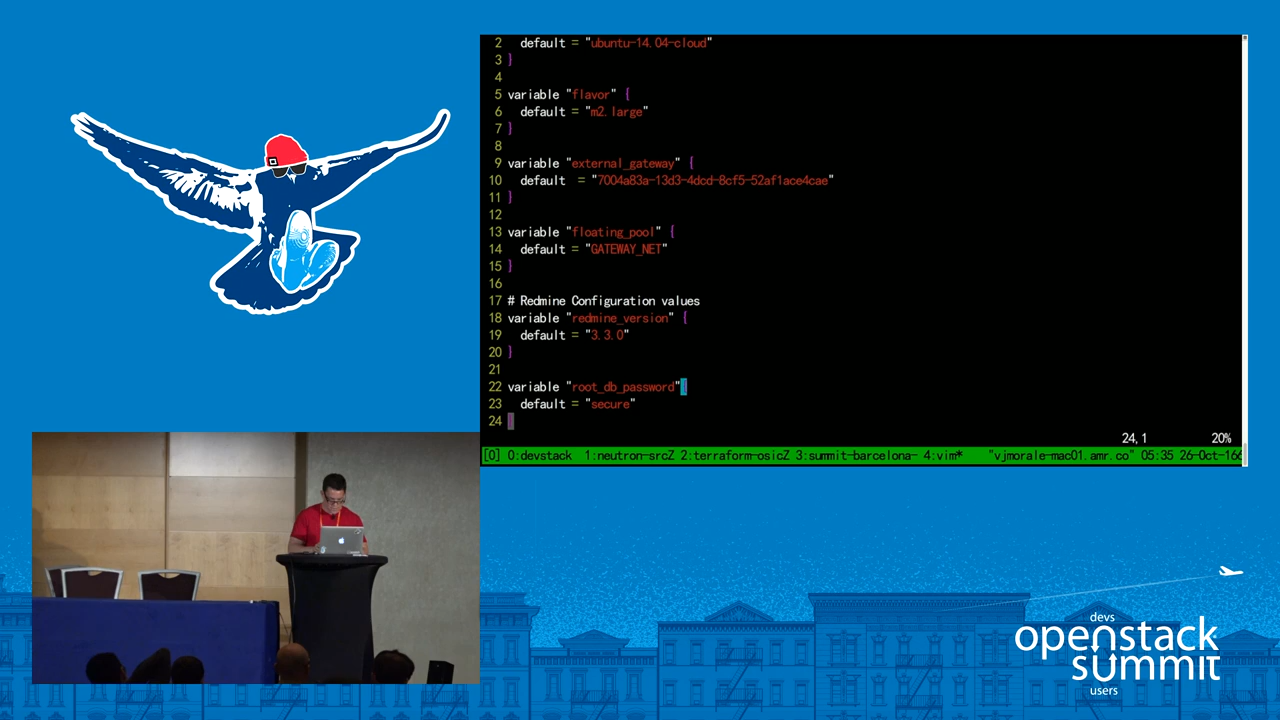 2 default = "ubuntu-14.04-cloud"
3 }
4
5 variable "flavor" {
6 default = "m2.large"
7 }
8
9 variable "external_gateway" {
10 default = "7004a83a-13d3-4dcd-8cf5-52af1ace4cae"
11 }
12
13 variable "floating_pool" {
14 default = "GATEWAY_NET"
15 }
16
17 # Redmine Configuration values
18 variable "redmine_version" {
19 default = "3.3.0"
20 }
21
22 variable "root_db_password"{
23 default = "secure"
24 }
24,1 20%
[0] 0:devstack 1:neutron-srcZ 2:terraform-osicZ 3:summit-barcelona- 4:vim* "vjmorale-mac01.amr.co" 05:35 26-Oct-16
devs
openstack
summit
users